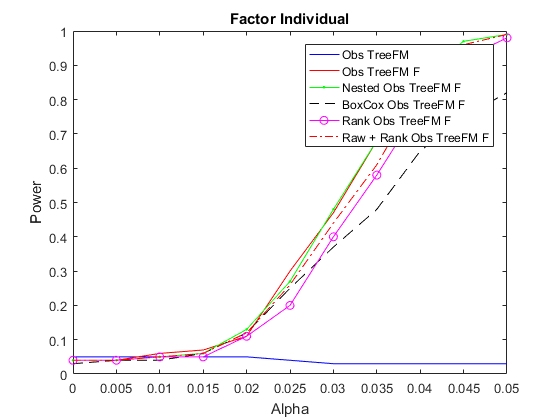 Factor Individual
1
0.9
0.8
0.7
0.6
0.5
0.4
0.3
0.2
0.1
0
Power
Obs TreeFM
Obs TreeFM F
Nested Obs TreeFM F
BoxCox Obs TreeFM F
Rank Obs TreeFM F
Raw + Rank Obs TreeFM F
0 0.005 0.01 0.015 0.02 0.025 0.03 0.035 0.04 0.045 0.05
Alpha